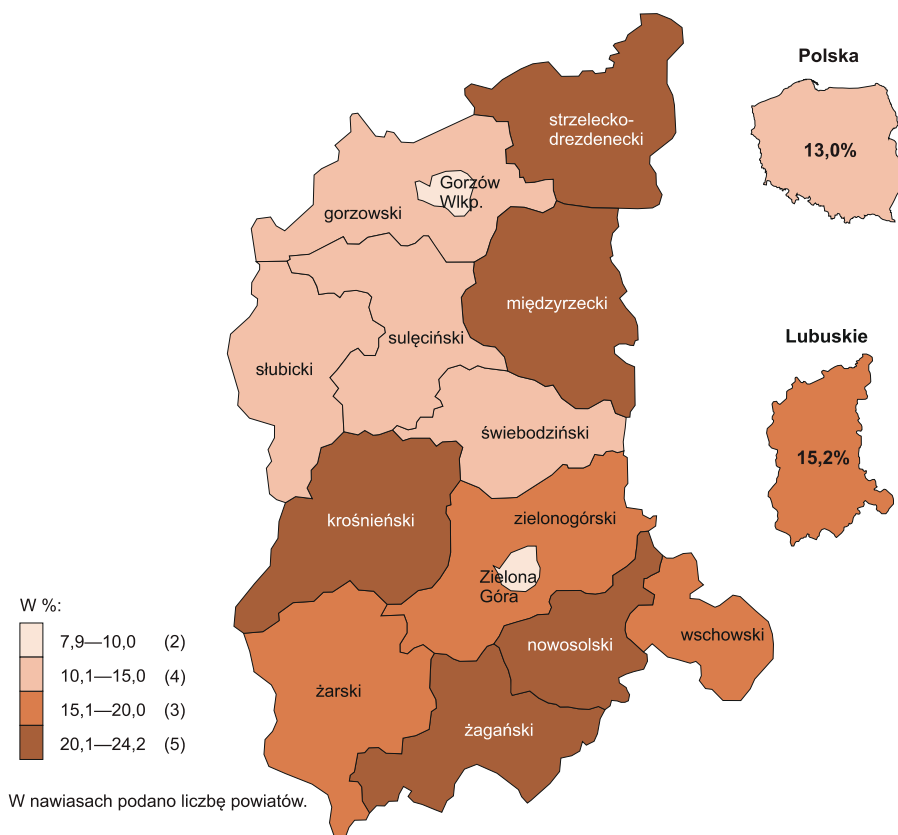 Polska
13,0%
strzelecko-
drezdenecki
Gorzów
Wlkp.
gorzowski
międzyrzecki
sulęciński
słubicki
Lubuskie
15,2%
świebodziński
krośnieński
zielonogórski
Zielona
Góra
nowosolski
wschowski
żarski
żagański
W %:
7,9—10,0 (2)
10,1—15,0 (4)
15,1—20,0 (3)
20,1—24,2 (5)
W nawiasach podano liczbę powiatów.